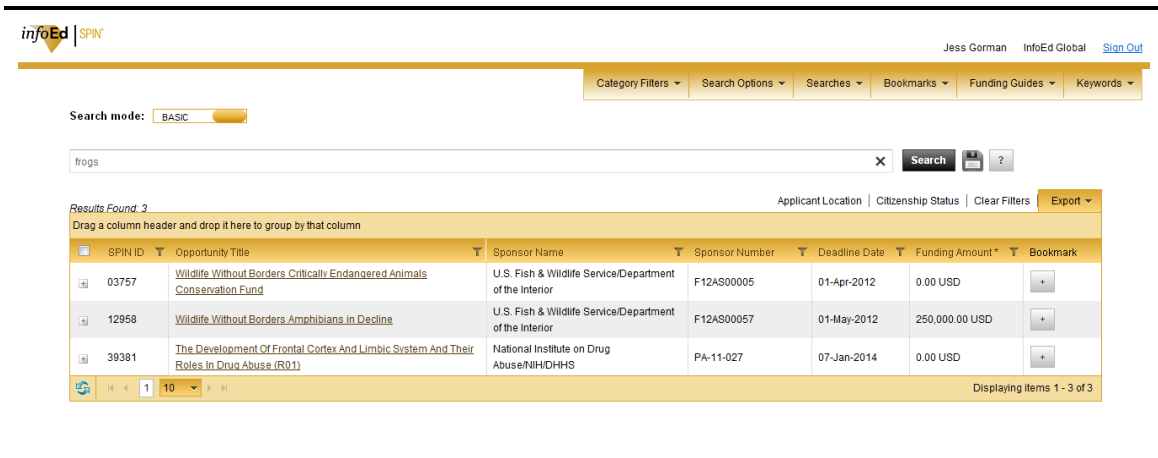 infoEd SPIN
Jess Gorman InfoEd Global Sign Out
Category Filters Search Options Searches Bookmarks Funding Guides Keywords
Search mode: BASIC
frogs Search ?
Applicant Location | Citizenship Status | Clear Filters | Export
Results Found: 3
Drag a column header and drop it here to group by that column
SPIN ID Opportunity Title Sponsor Name Sponsor Number Deadline Date Funding Amount * Bookmark
03757 Wildlife Without Borders Critically Endangered Animals U.S. Fish & Wildlife Service/Department F12AS00005 01-Apr-2012 0.00 USD +
Conservation Fund of the Interior
12958 Wildlife Without Borders Amphibians in Decline U.S. Fish & Wildlife Service/Department F12AS00057 01-May-2012 250,000.00 USD +
of the Interior
39381 The Development Of Frontal Cortex And Limbic System And Their National Institute on Drug PA-11-027 07-Jan-2014 0.00 USD +
Roles In Drug Abuse (R01) Abuse/NIH/DHHS
1 10 Displaying items 1 - 3 of 3